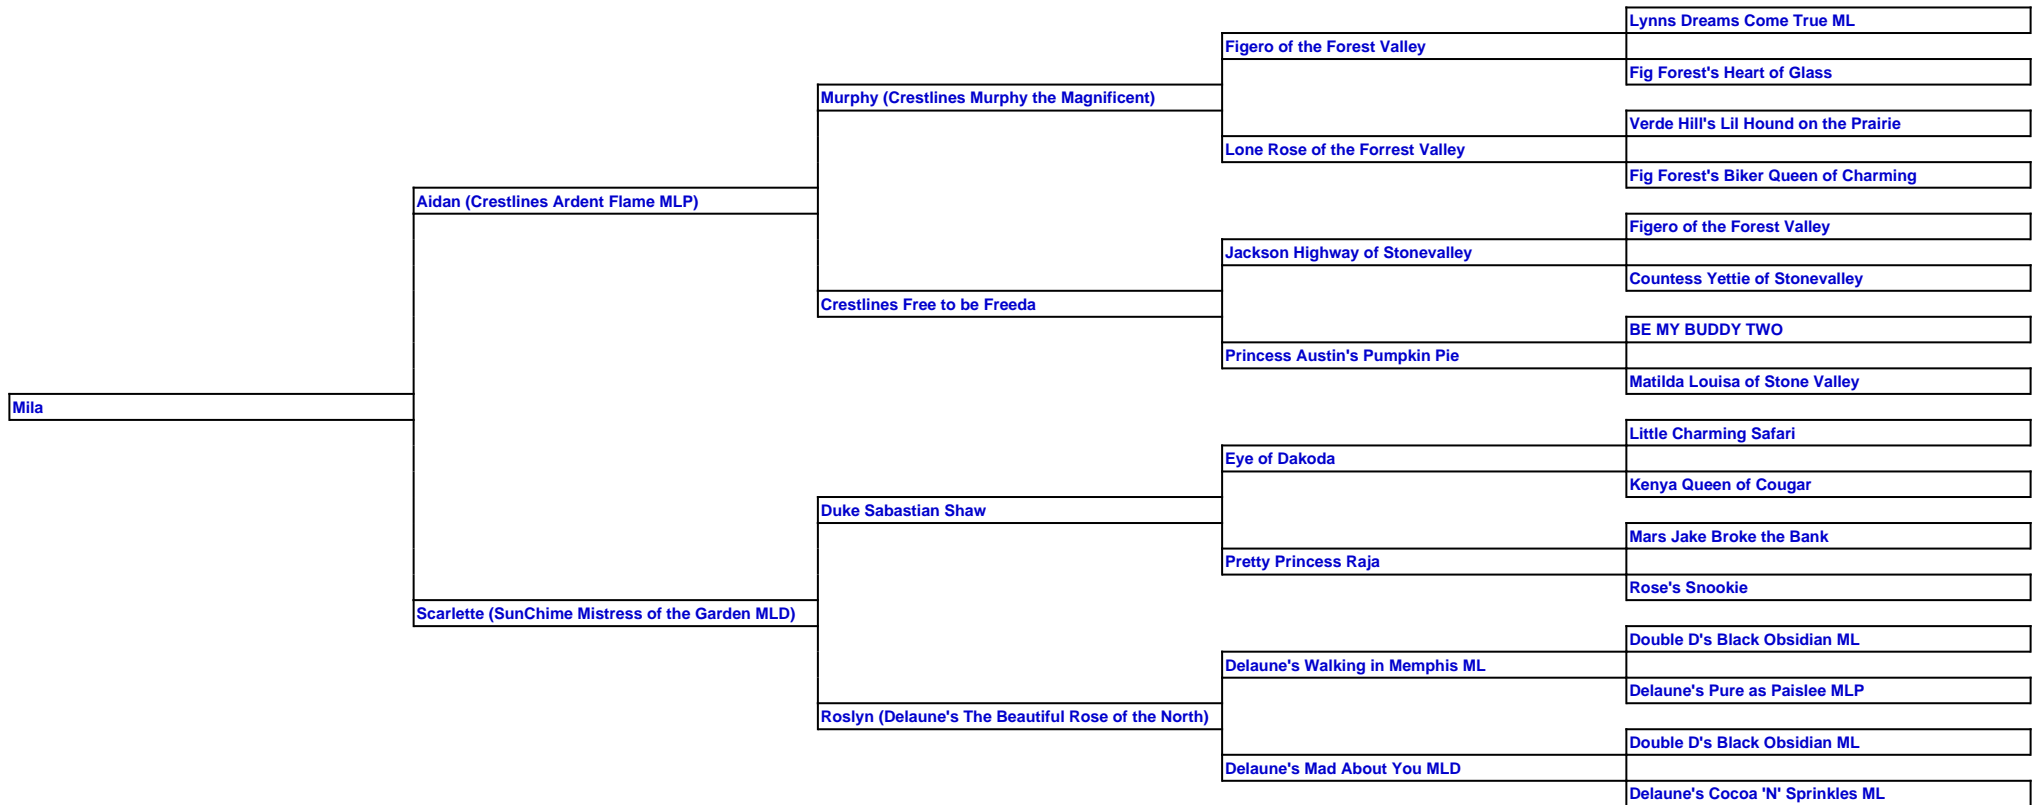 Lynns Dreams Come True ML
Figero of the Forest Valley
Fig Forest's Heart of Glass
Murphy (Crestlines Murphy the Magnificent)
Verde Hill's Lil Hound on the Prairie
Lone Rose of the Forrest Valley
Fig Forest's Biker Queen of Charming
Aidan (Crestlines Ardent Flame MLP)
Figero of the Forest Valley
Jackson Highway of Stonevalley
Countess Yettie of Stonevalley
Crestlines Free to be Freeda
BE MY BUDDY TWO
Princess Austin's Pumpkin Pie
Matilda Louisa of Stone Valley
Mila
Little Charming Safari
Eye of Dakoda
Kenya Queen of Cougar
Duke Sabastian Shaw
Mars Jake Broke the Bank
Pretty Princess Raja
Rose's Snookie
Scarlette (SunChime Mistress of the Garden MLD)
Double D's Black Obsidian ML
Delaune's Walking in Memphis ML
Delaune's Pure as Paislee MLP
Roslyn (Delaune's The Beautiful Rose of the North)
Double D's Black Obsidian ML
Delaune's Mad About You MLD
Delaune's Cocoa 'N' Sprinkles ML